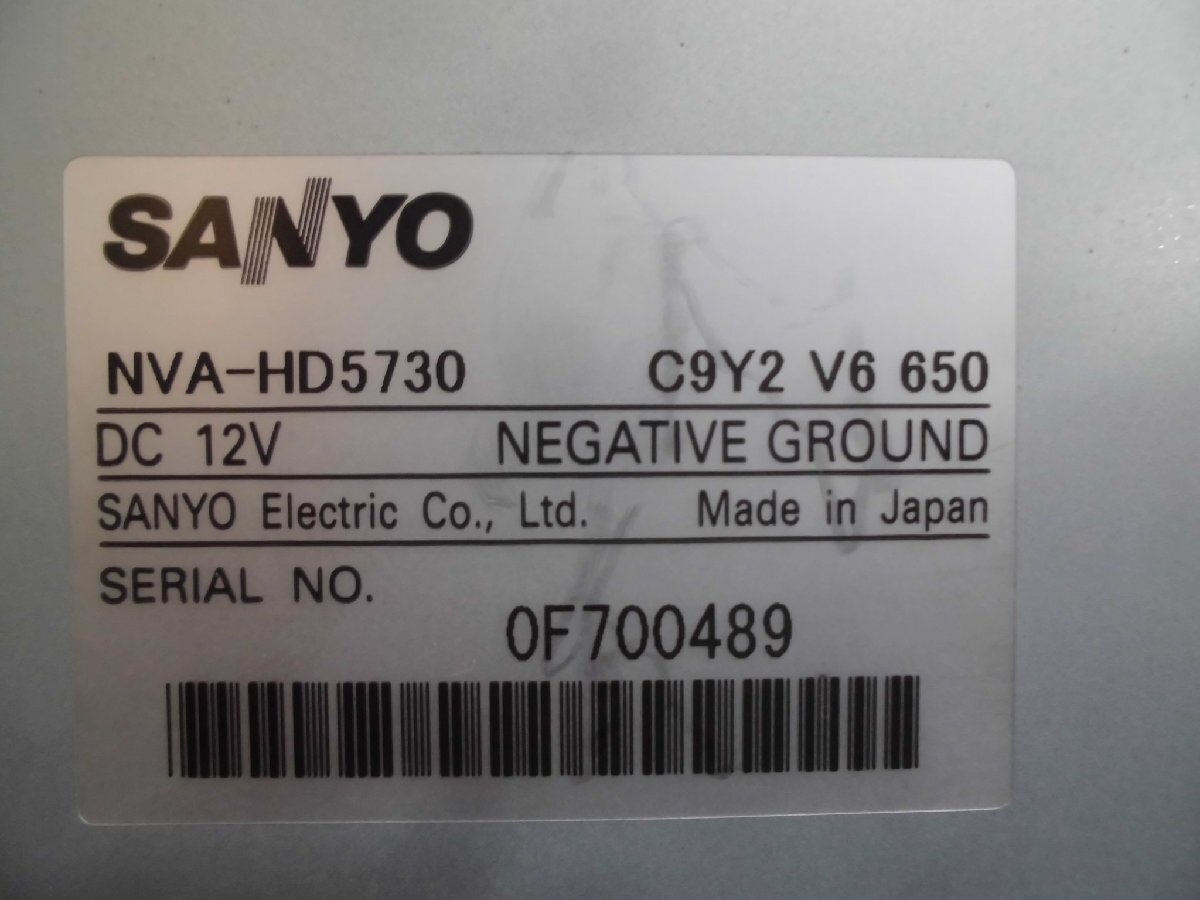 SANYO
NVA-HD5730 C9Y2 V6 650
DC 12V NEGATIVE GROUND
SANYO Electric Co., Ltd. Made in Japan
SERIAL NO.
0F700489